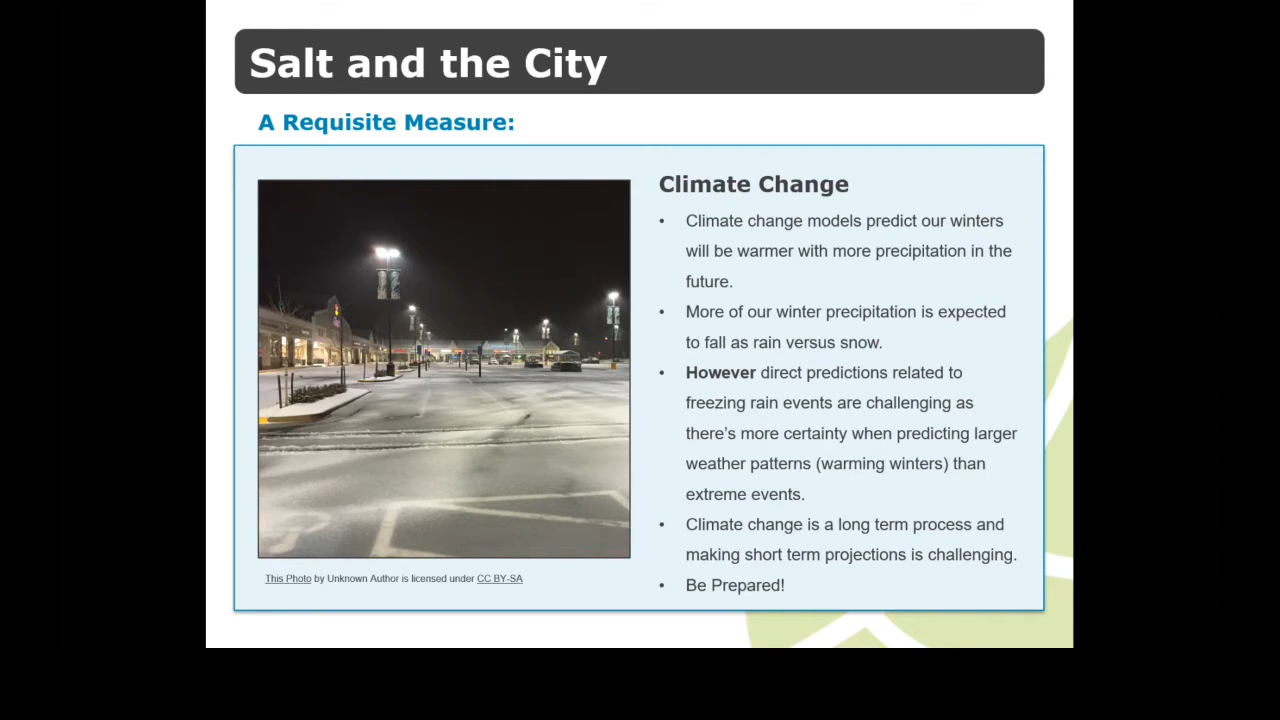 Salt and the City
A Requisite Measure:
Climate Change
• Climate change models predict our winters
will be warmer with more precipitation in the
future.
• More of our winter precipitation is expected
to fall as rain versus snow.
• However direct predictions related to
freezing rain events are challenging as
there's more certainty when predicting larger
weather patterns (warming winters) than
extreme events.
• Climate change is a long term process and
making short term projections is challenging.
• Be Prepared!
This Photo by Unknown Author is licensed under CC BY-SA